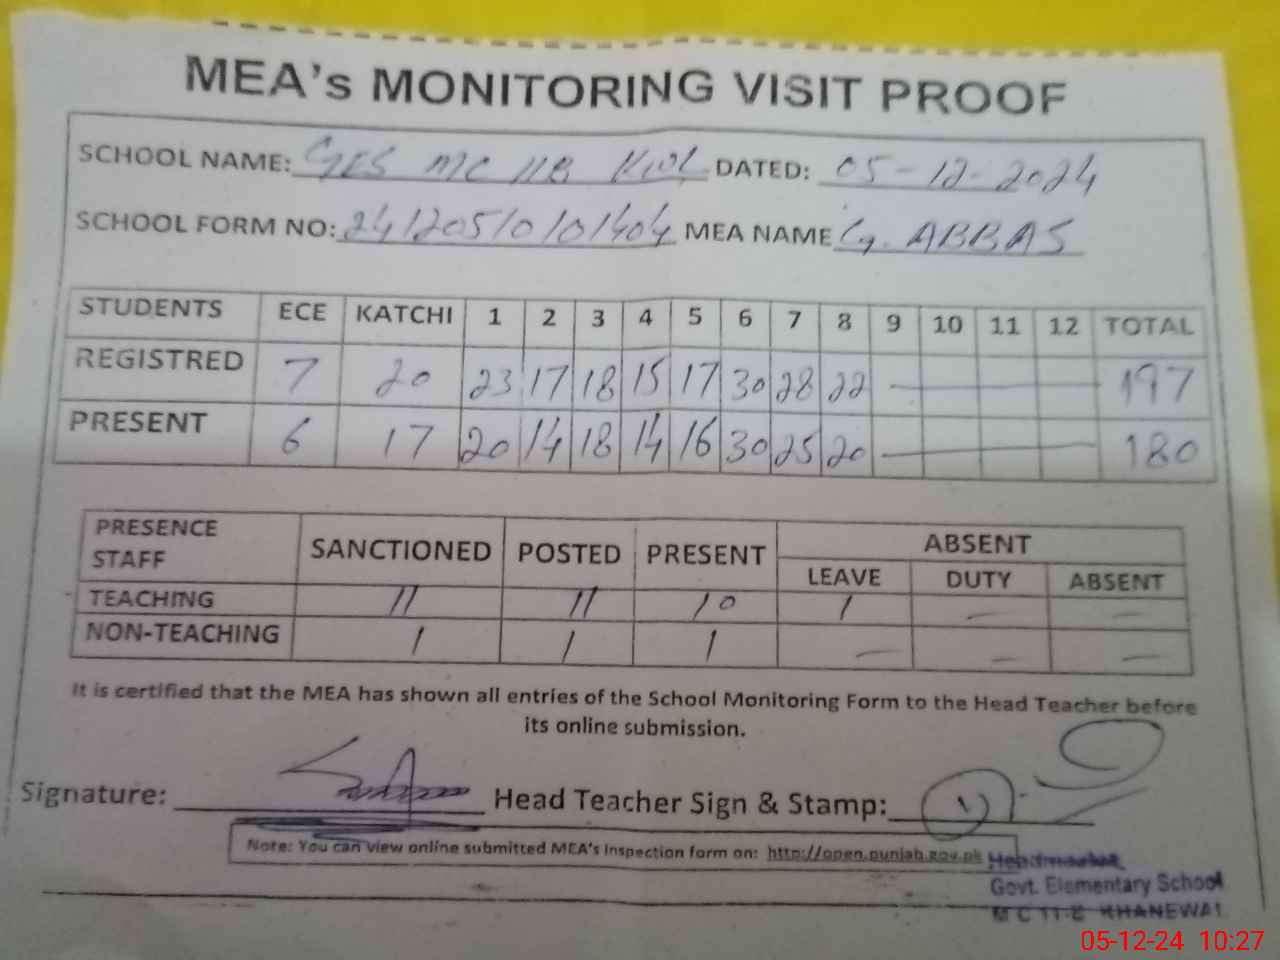 MEA's MONITORING VISIT PROOF
SCHOOL NAME: GES MC 11B Kwl. DATED: 05-12-2024
SCHOOL FORM NO: 24120510101404 MEA NAME G. ABBAS
STUDENTS ECE KATCHI 1 2 3 4 5 6 7 8 9 10 11 12 TOTAL
REGISTRED 7 20 23 17 18 15 17 30 28 22 — 197
PRESENT 6 17 20 14 18 14 16 30 25 20 — 180
PRESENCE STAFF SANCTIONED POSTED PRESENT ABSENT
LEAVE DUTY ABSENT
TEACHING 11 11 10 1 — —
NON-TEACHING 1 1 1 — — —
It is certified that the MEA has shown all entries of the School Monitoring Form to the Head Teacher before
its online submission.
Signature: Head Teacher Sign & Stamp:
Note: You can view online submitted MEA's Inspection form on: http://open.punjab.gov.pk
Headmaster
Govt. Elementary School
M C 11-B KHANEWAL
05-12-24 10:27